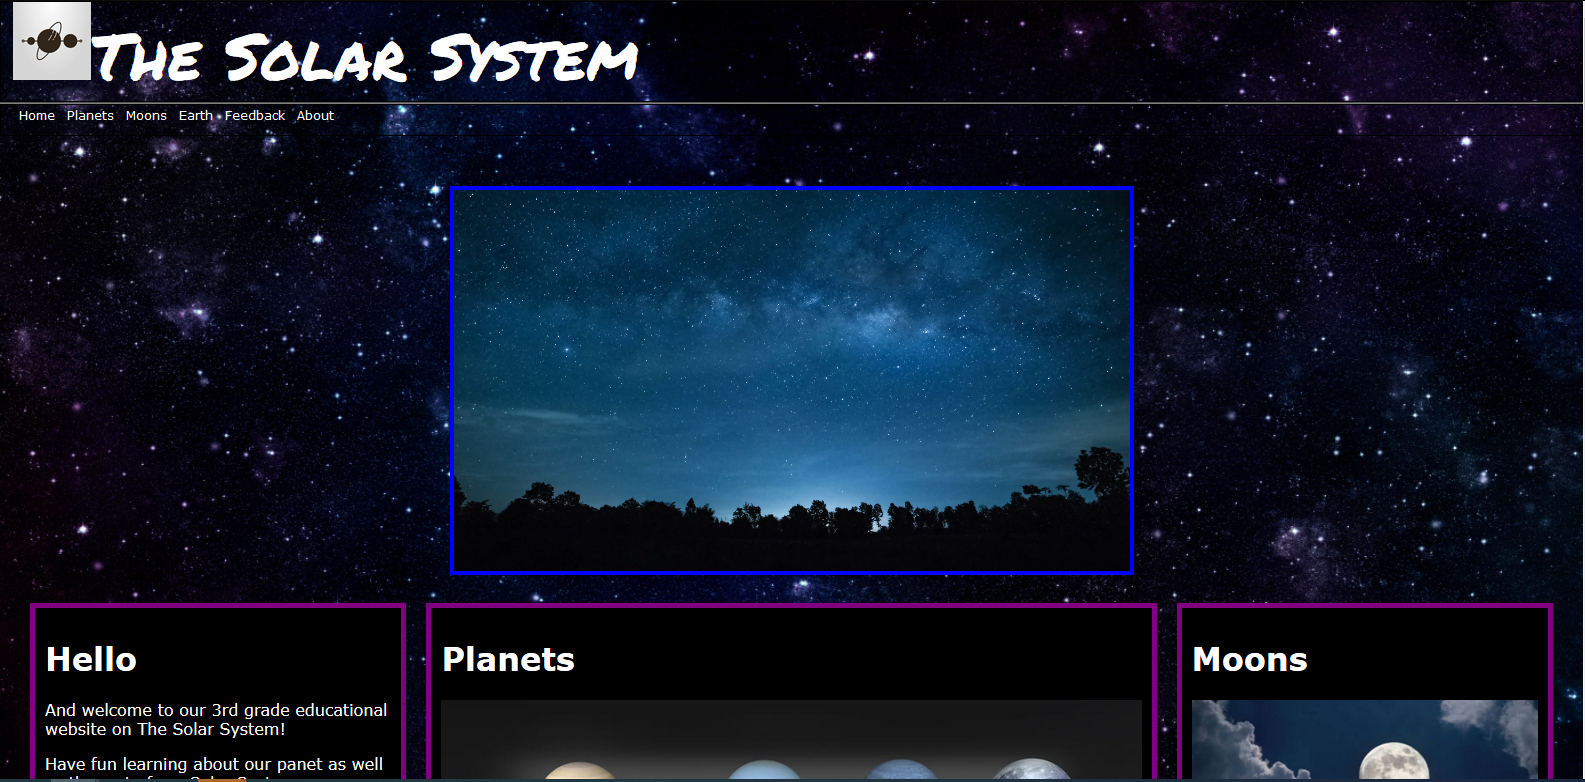 The Solar System
Home Planets Moons Earth Feedback About
Hello
And welcome to our 3rd grade educational
website on The Solar System!
Have fun learning about our panet as well
Planets
Moons